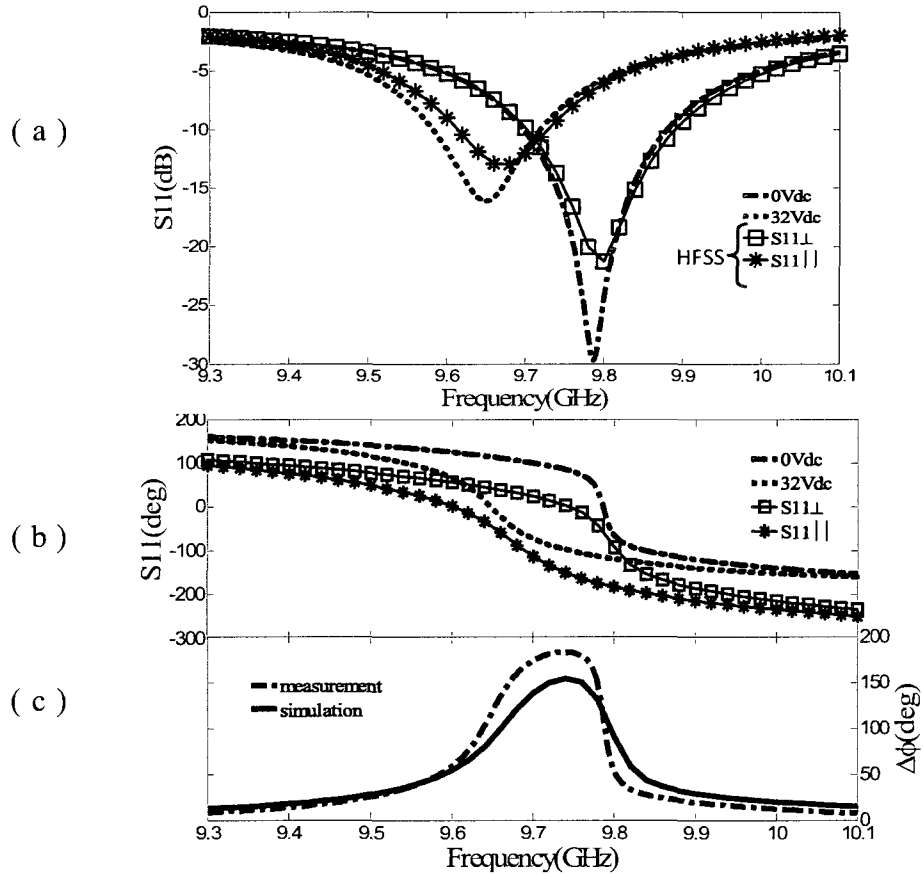 ( a )
S11(dB)
0
-5
-10
-15
-20
-25
-30
0Vdc
32Vdc
HFSS
S11⊥
S11||
9.3 9.4 9.5 9.6 9.7 9.8 9.9 10 10.1
Frequency(GHz)
( b )
S11(deg)
200
100
0
-100
-200
-300
0Vdc
32Vdc
S11⊥
S11||
( c )
measurement
simulation
200
150
100
50
0
Δϕ(deg)
9.3 9.4 9.5 9.6 9.7 9.8 9.9 10 10.1
Frequency(GHz)